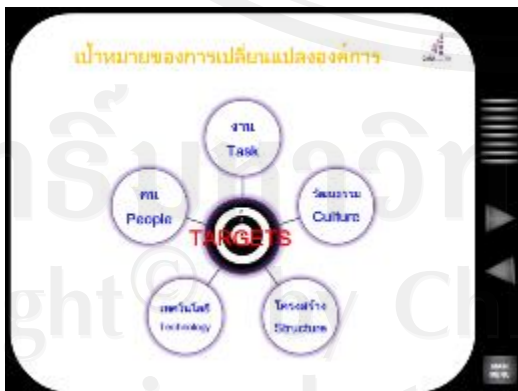 เป้าหมายของการเปลี่ยนแปลงองค์การ
งาน
Task
คน
People
วัฒนธรรม
Culture
TARGETS
เทคโนโลยี
Technology
โครงสร้าง
Structure